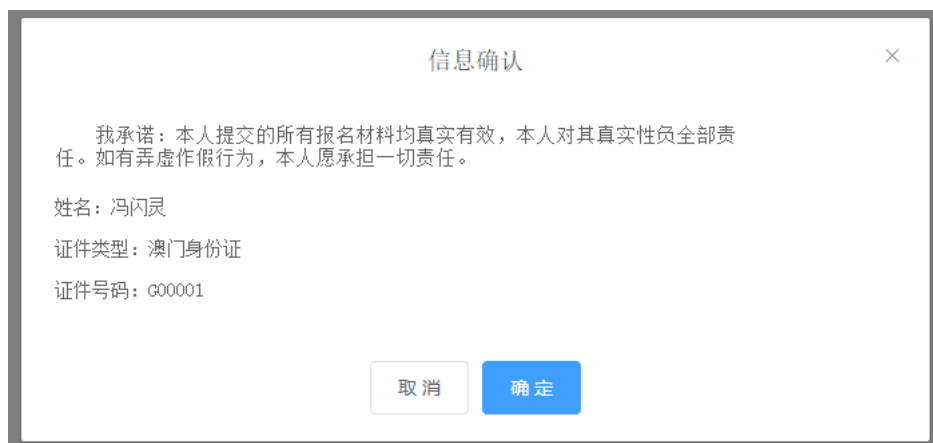 信息确认
我承诺：本人提交的所有报名材料均真实有效，本人对其真实性负全部责
任。如有弄虚作假行为，本人愿承担一切责任。
姓名：冯闪灵
证件类型：澳门身份证
证件号码：G00001
取消 确定